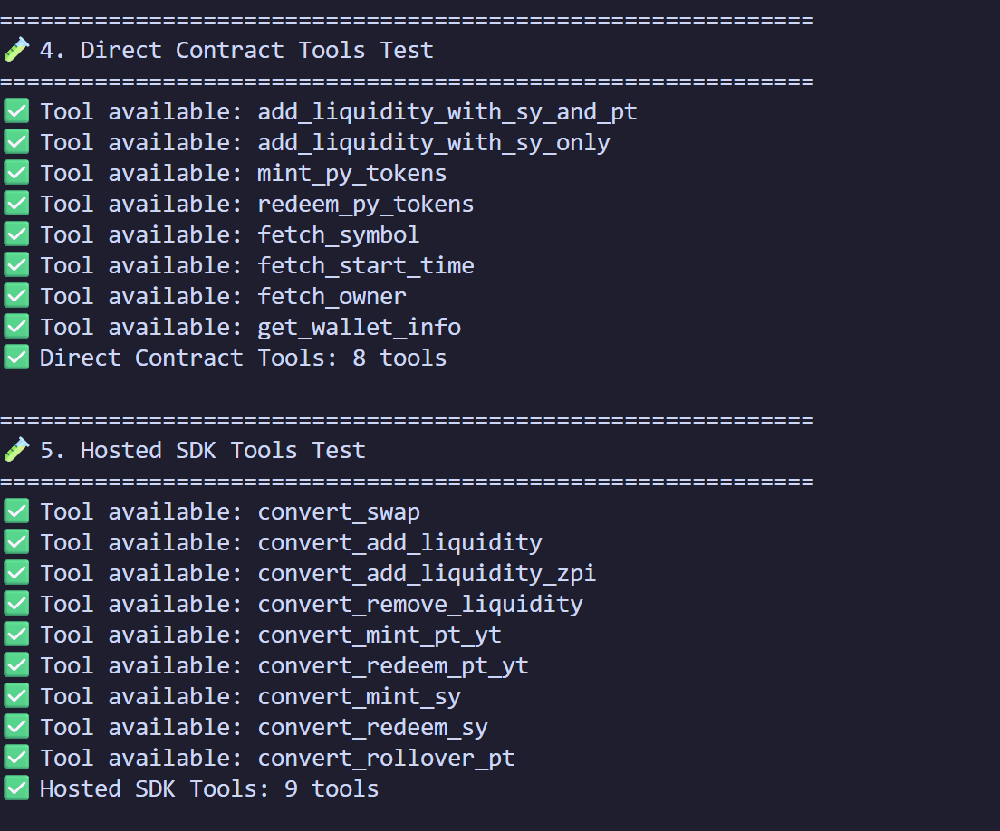 ============================================================
🧪 4. Direct Contract Tools Test
============================================================
✅ Tool available: add_liquidity_with_sy_and_pt
✅ Tool available: add_liquidity_with_sy_only
✅ Tool available: mint_py_tokens
✅ Tool available: redeem_py_tokens
✅ Tool available: fetch_symbol
✅ Tool available: fetch_start_time
✅ Tool available: fetch_owner
✅ Tool available: get_wallet_info
✅ Direct Contract Tools: 8 tools
============================================================
🧪 5. Hosted SDK Tools Test
============================================================
✅ Tool available: convert_swap
✅ Tool available: convert_add_liquidity
✅ Tool available: convert_add_liquidity_zpi
✅ Tool available: convert_remove_liquidity
✅ Tool available: convert_mint_pt_yt
✅ Tool available: convert_redeem_pt_yt
✅ Tool available: convert_mint_sy
✅ Tool available: convert_redeem_sy
✅ Tool available: convert_rollover_pt
✅ Hosted SDK Tools: 9 tools